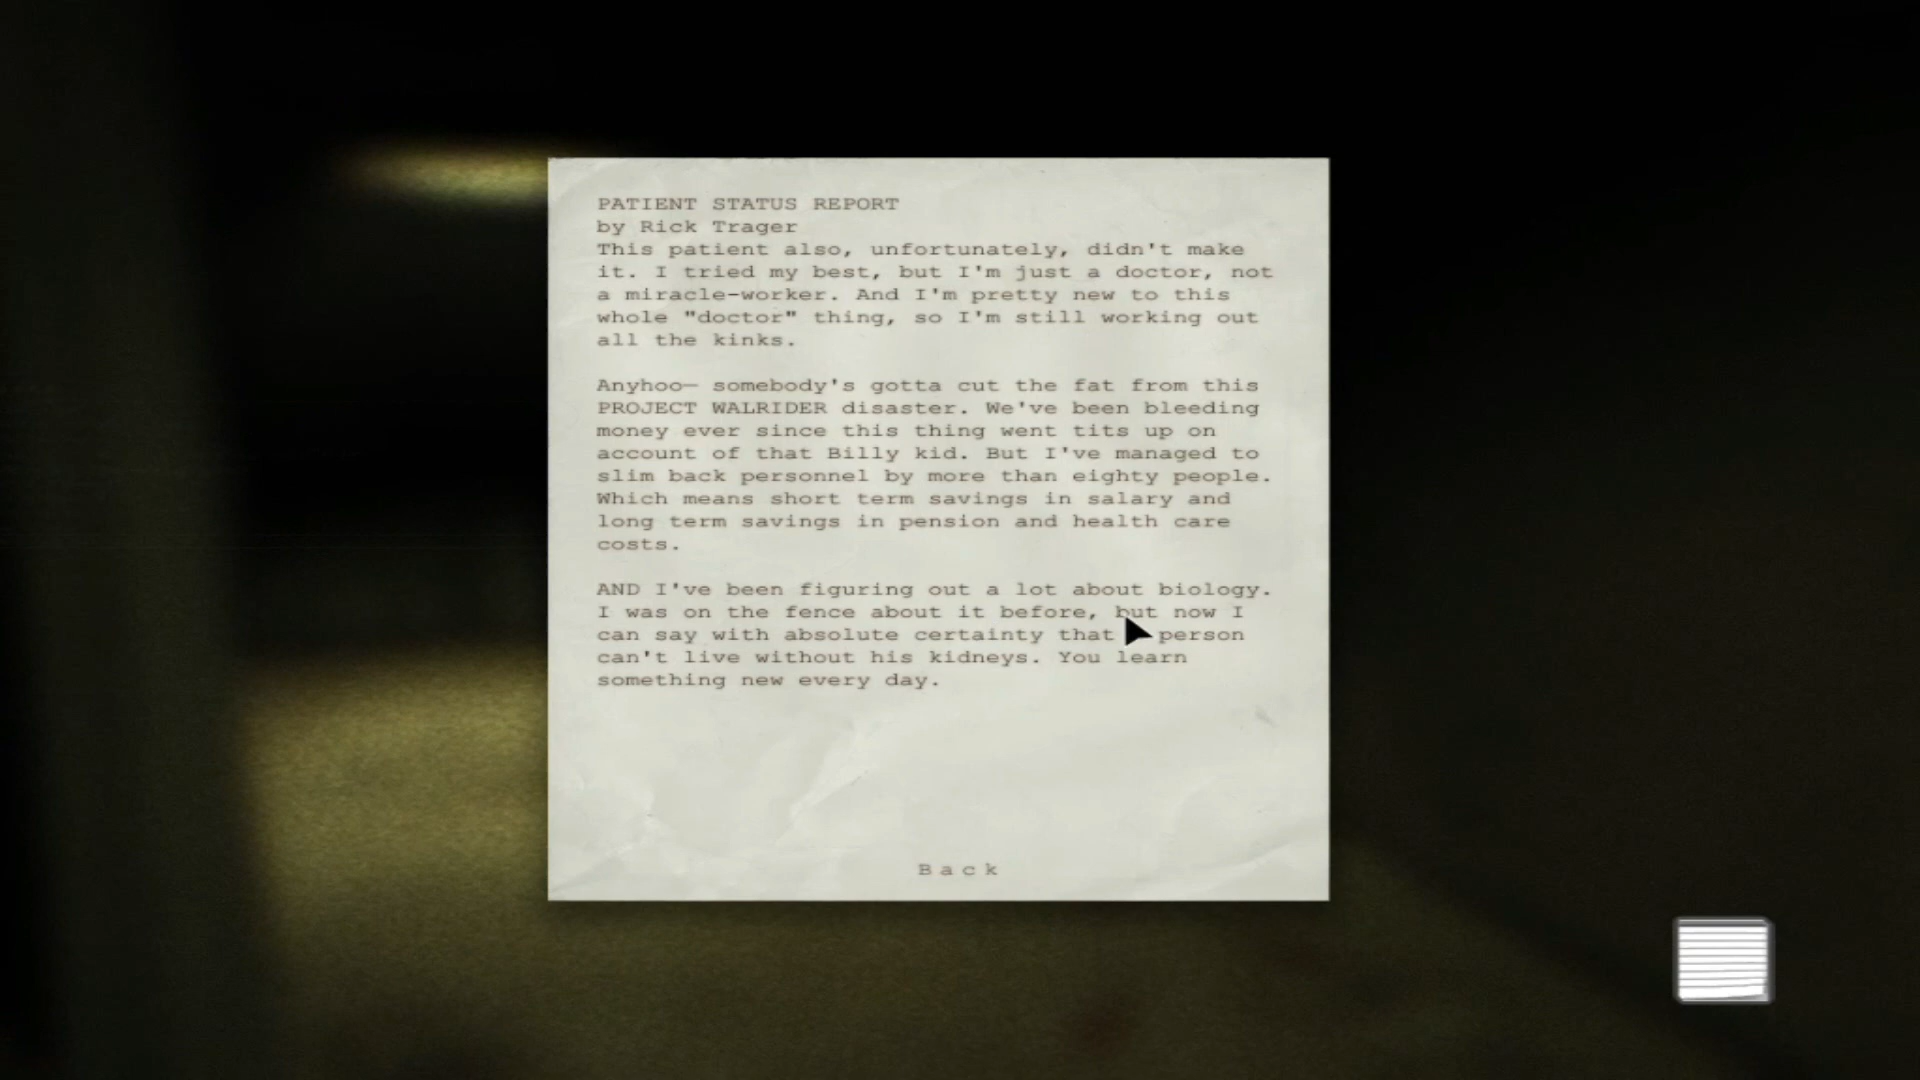 PATIENT STATUS REPORT
by Rick Trager
This patient also, unfortunately, didn't make
it. I tried my best, but I'm just a doctor, not
a miracle-worker. And I'm pretty new to this
whole "doctor" thing, so I'm still working out
all the kinks.
Anyhoo— somebody's gotta cut the fat from this
PROJECT WALRIDER disaster. We've been bleeding
money ever since this thing went tits up on
account of that Billy kid. But I've managed to
slim back personnel by more than eighty people.
Which means short term savings in salary and
long term savings in pension and health care
costs.
AND I've been figuring out a lot about biology.
I was on the fence about it before, but now I
can say with absolute certainty that person
can't live without his kidneys. You learn
something new every day.
Back